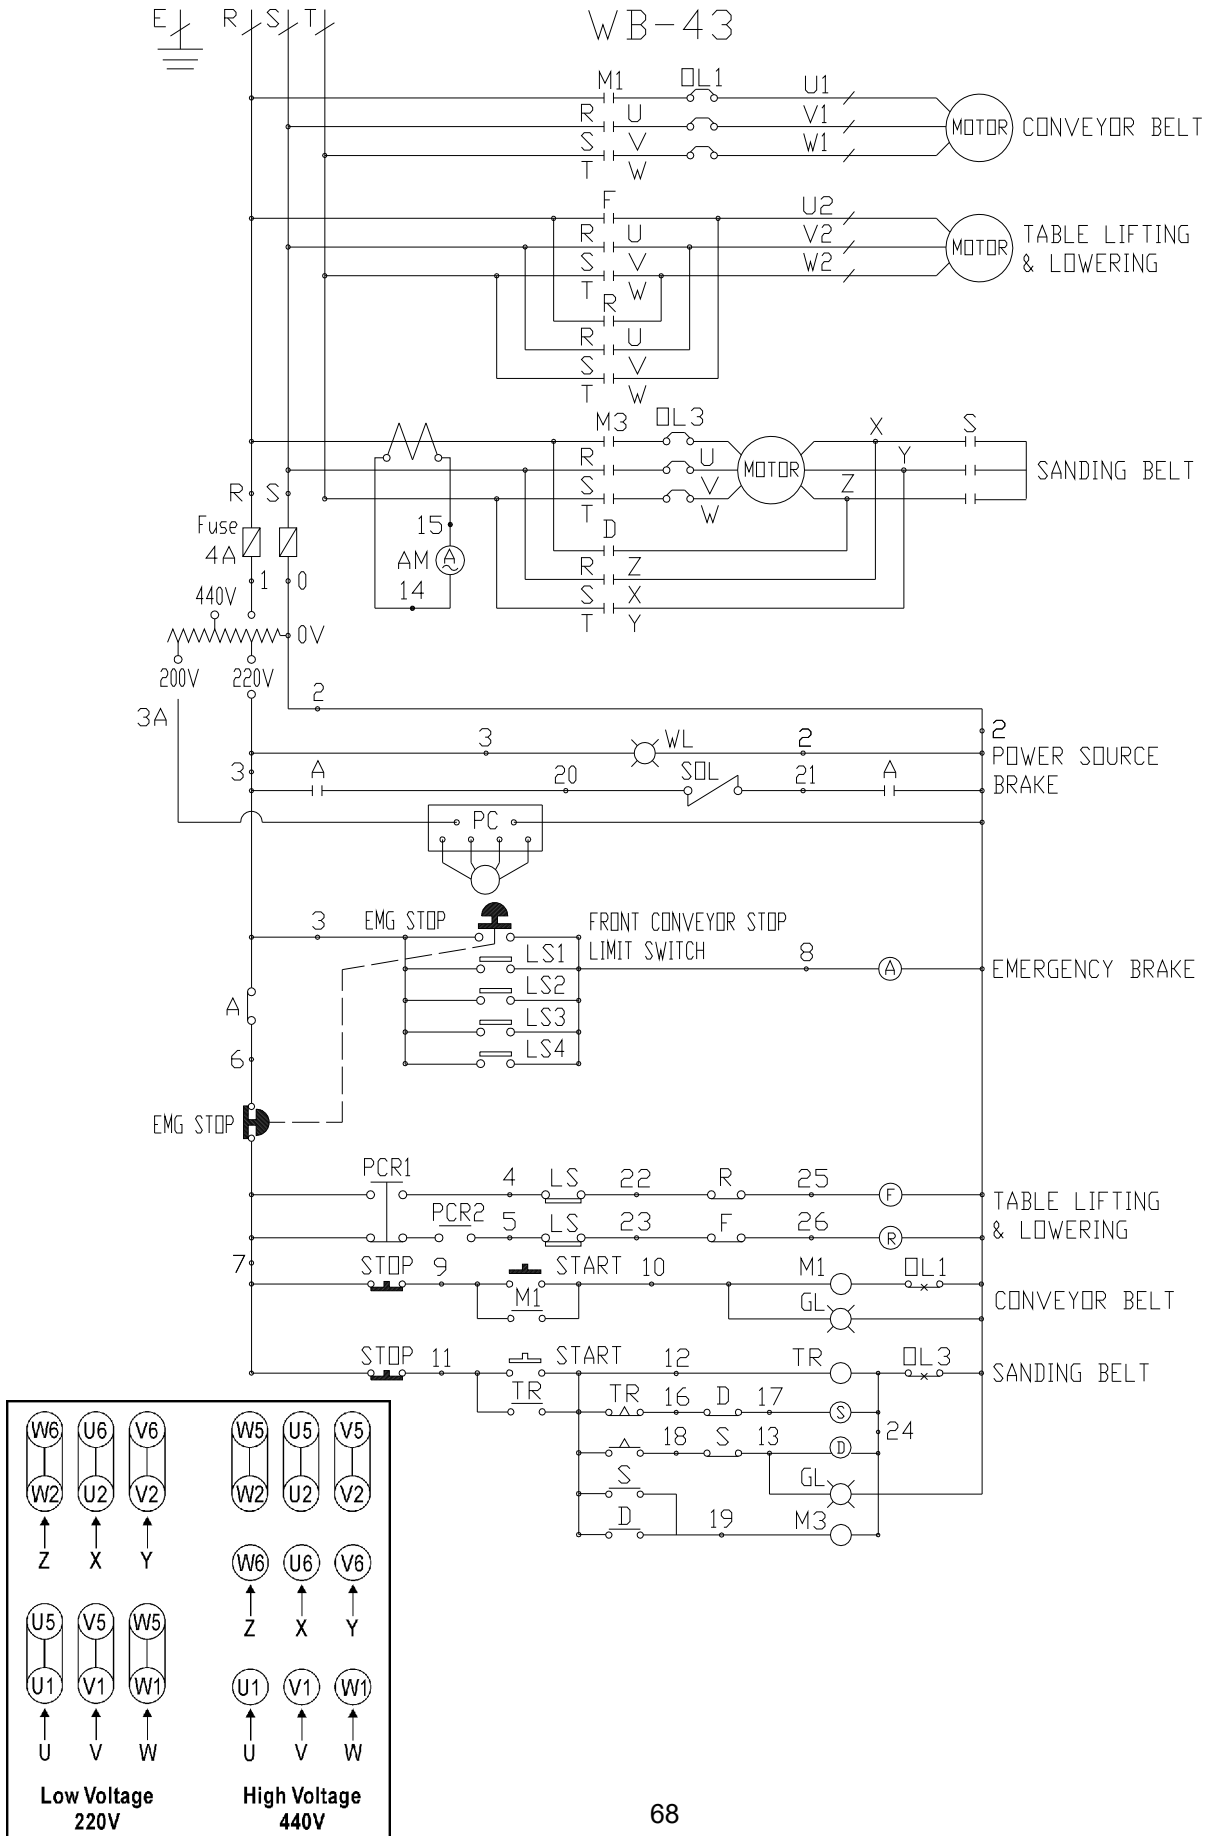 WB-43
E R S T
M1 OL1 U1
R U V1
S V W1
T W
MOTOR CONVEYOR BELT
F U2
R U V2
S V W2
T W
MOTOR TABLE LIFTING
& LOWERING
R
R U
S V
T W
M3 OL3 X S
R U MOTOR Y SANDING BELT
S V Z
T W
R S
Fuse
4A
15
AM A
14
D
R Z
S X
T Y
1 0
440V
0V
200V 220V
3A
2
2
3 WL 2 POWER SOURCE
3 A 20 SOL 21 A BRAKE
PC
3 EMG STOP FRONT CONVEYOR STOP
LIMIT SWITCH
LS1 8 A EMERGENCY BRAKE
LS2
LS3
LS4
A
6
EMG STOP
PCR1 4 LS 22 R 25 F TABLE LIFTING
PCR2 5 LS 23 F 26 R & LOWERING
7
STOP 9 START 10 M1 OL1
M1 GL CONVEYOR BELT
STOP 11 START 12 TR OL3 SANDING BELT
TR TR 16 D 17 S
24
18 S 13 D
S GL
D 19 M3
W6 U6 V6 W5 U5 V5
W2 U2 V2 W2 U2 V2
Z X Y W6 U6 V6
Z X Y
U5 V5 W5
U1 V1 W1 U1 V1 W1
U V W U V W
Low Voltage High Voltage
220V 440V
68